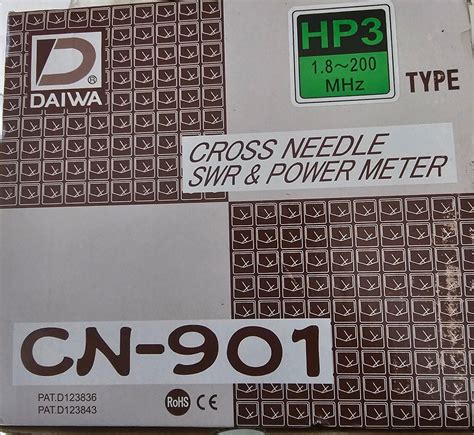 D
®
DAIWA
HP3
1.8～200
MHz
TYPE
CROSS NEEDLE
SWR & POWER METER
CN-901
PAT.D123836
PAT.D123843
RoHS CE